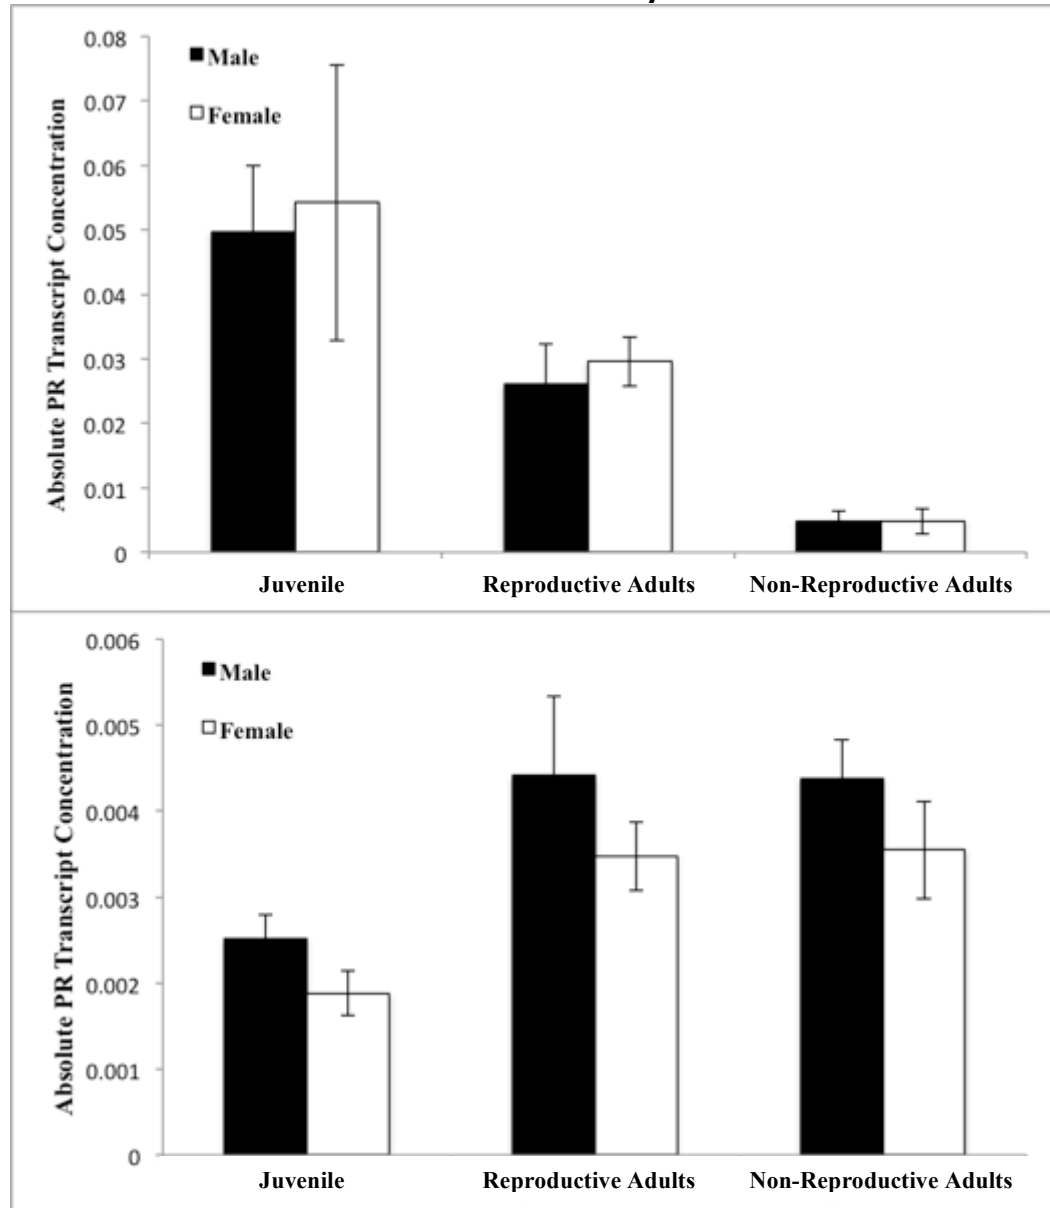 Absolute PR Transcript Concentration
0.08
0.07
0.06
0.05
0.04
0.03
0.02
0.01
0
Male
Female
Juvenile Reproductive Adults Non-Reproductive Adults
Absolute PR Transcript Concentration
0.006
0.005
0.004
0.003
0.002
0.001
0
Male
Female
Juvenile Reproductive Adults Non-Reproductive Adults